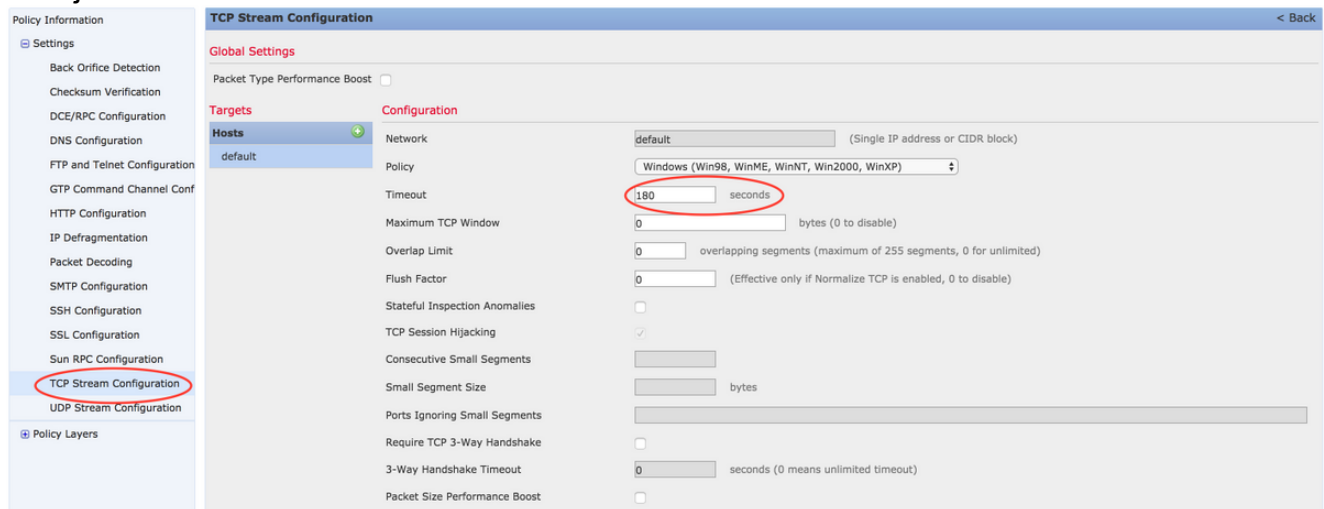 Policy Information
Settings
Back Orifice Detection
Checksum Verification
DCE/RPC Configuration
DNS Configuration
FTP and Telnet Configuration
GTP Command Channel Conf
HTTP Configuration
IP Defragmentation
Packet Decoding
SMTP Configuration
SSH Configuration
SSL Configuration
Sun RPC Configuration
TCP Stream Configuration
UDP Stream Configuration
Policy Layers
TCP Stream Configuration < Back
Global Settings
Packet Type Performance Boost
Targets
Hosts
default
Configuration
Network default (Single IP address or CIDR block)
Policy Windows (Win98, WinME, WinNT, Win2000, WinXP)
Timeout 180 seconds
Maximum TCP Window 0 bytes (0 to disable)
Overlap Limit 0 overlapping segments (maximum of 255 segments, 0 for unlimited)
Flush Factor 0 (Effective only if Normalize TCP is enabled, 0 to disable)
Stateful Inspection Anomalies
TCP Session Hijacking
Consecutive Small Segments
Small Segment Size bytes
Ports Ignoring Small Segments
Require TCP 3-Way Handshake
3-Way Handshake Timeout 0 seconds (0 means unlimited timeout)
Packet Size Performance Boost